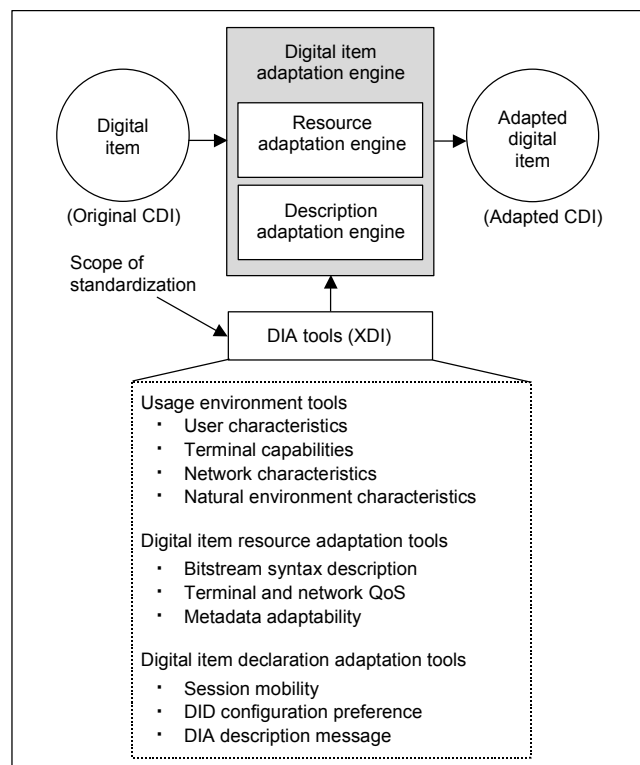 Digital item
adaptation engine
Digital
item
Resource
adaptation engine
Adapted
digital
item
(Original CDI)
Description
adaptation engine
(Adapted CDI)
Scope of
standardization
DIA tools (XDI)
Usage environment tools
· User characteristics
· Terminal capabilities
· Network characteristics
· Natural environment characteristics
Digital item resource adaptation tools
· Bitstream syntax description
· Terminal and network QoS
· Metadata adaptability
Digital item declaration adaptation tools
· Session mobility
· DID configuration preference
· DIA description message